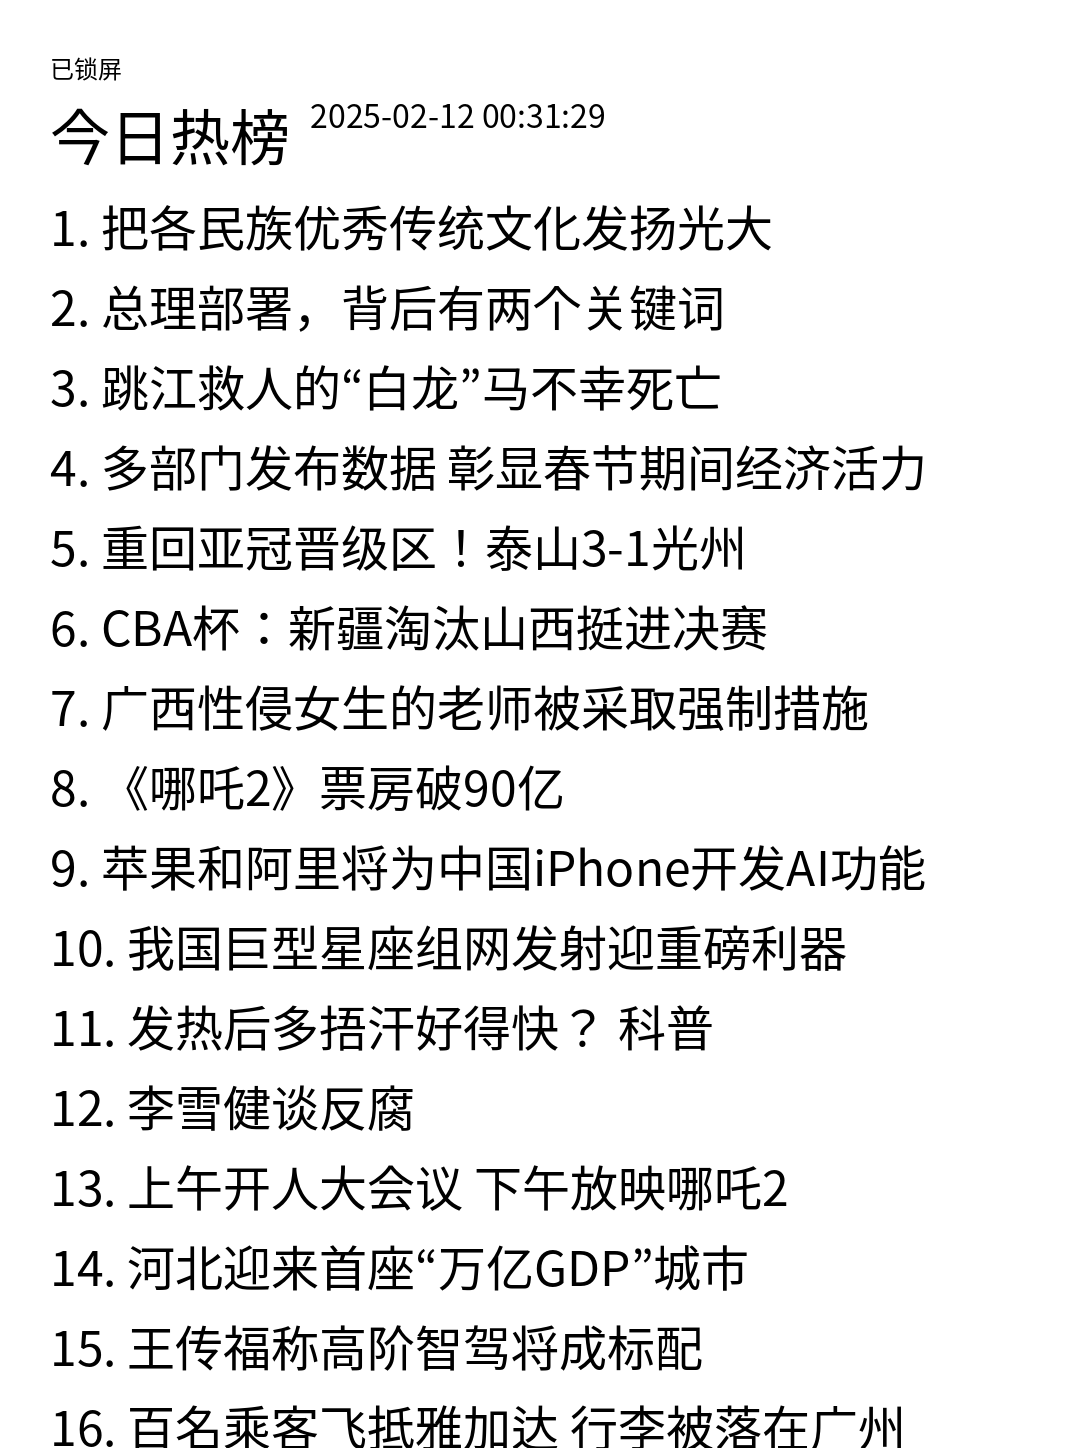 已锁屏
今日热榜 2025-02-12 00:31:29
1. 把各民族优秀传统文化发扬光大
2. 总理部署，背后有两个关键词
3. 跳江救人的“白龙”马不幸死亡
4. 多部门发布数据 彰显春节期间经济活力
5. 重回亚冠晋级区！泰山3-1光州
6. CBA杯：新疆淘汰山西挺进决赛
7. 广西性侵女生的老师被采取强制措施
8. 《哪吒2》票房破90亿
9. 苹果和阿里将为中国iPhone开发AI功能
10. 我国巨型星座组网发射迎重磅利器
11. 发热后多捂汗好得快？ 科普
12. 李雪健谈反腐
13. 上午开人大会议 下午放映哪吒2
14. 河北迎来首座“万亿GDP”城市
15. 王传福称高阶智驾将成标配
16. 百名乘客飞抵雅加达 行李被落在广州